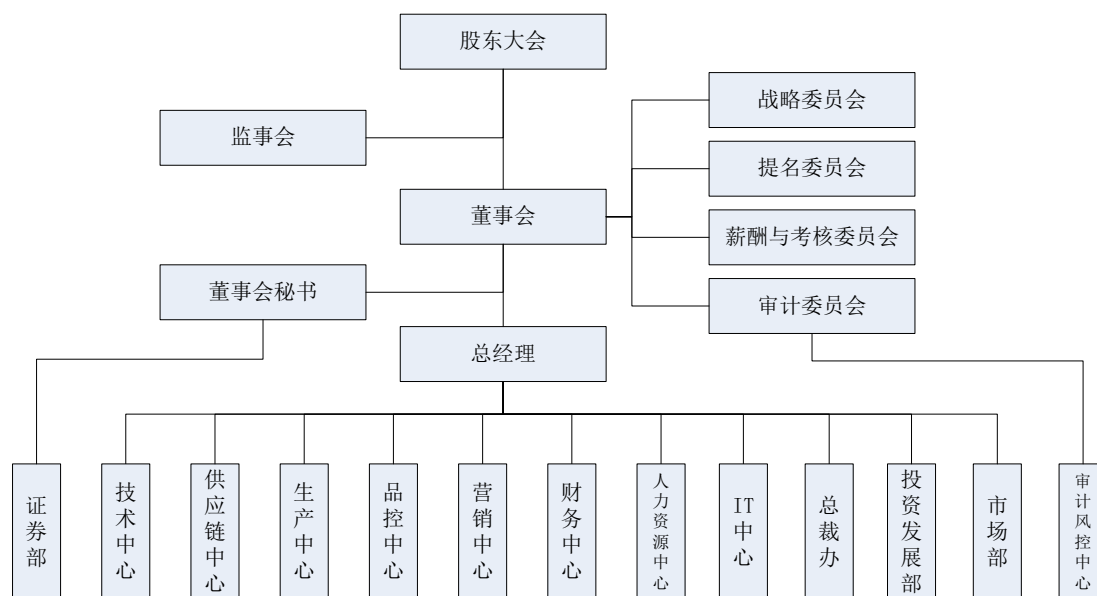 股东大会
战略委员会
监事会
提名委员会
董事会
薪酬与考核委员会
董事会秘书
审计委员会
总经理
证券部
技术中心
供应链中心
生产中心
品控中心
营销中心
财务中心
人力资源中心
IT中心
总裁办
投资发展部
市场部
审计风控中心